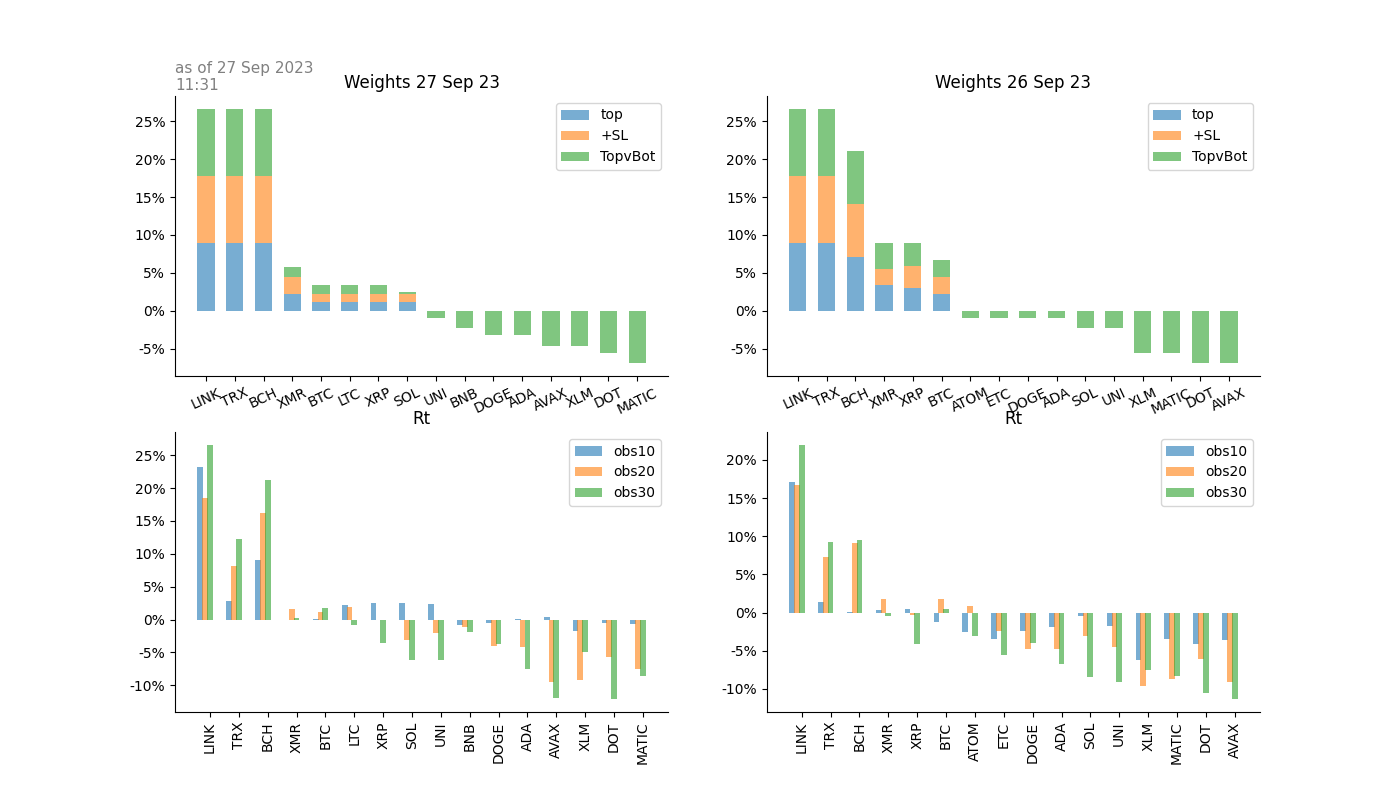 as of 27 Sep 2023
11:31
Weights 27 Sep 23
25%
20%
15%
10%
5%
0%
-5%
top
+SL
TopvBot
LINK TRX BCH XMR BTC LTC XRP SOL UNI BNB DOGE ADA AVAX XLM DOT MATIC
Weights 26 Sep 23
25%
20%
15%
10%
5%
0%
-5%
top
+SL
TopvBot
LINK TRX BCH XMR XRP BTC ATOM ETC DOGE ADA SOL UNI XLM MATIC DOT AVAX
Rt
25%
20%
15%
10%
5%
0%
-5%
-10%
obs10
obs20
obs30
LINK TRX BCH XMR BTC LTC XRP SOL UNI BNB DOGE ADA AVAX XLM DOT MATIC
Rt
20%
15%
10%
5%
0%
-5%
-10%
obs10
obs20
obs30
LINK TRX BCH XMR XRP BTC ATOM ETC DOGE ADA SOL UNI XLM MATIC DOT AVAX